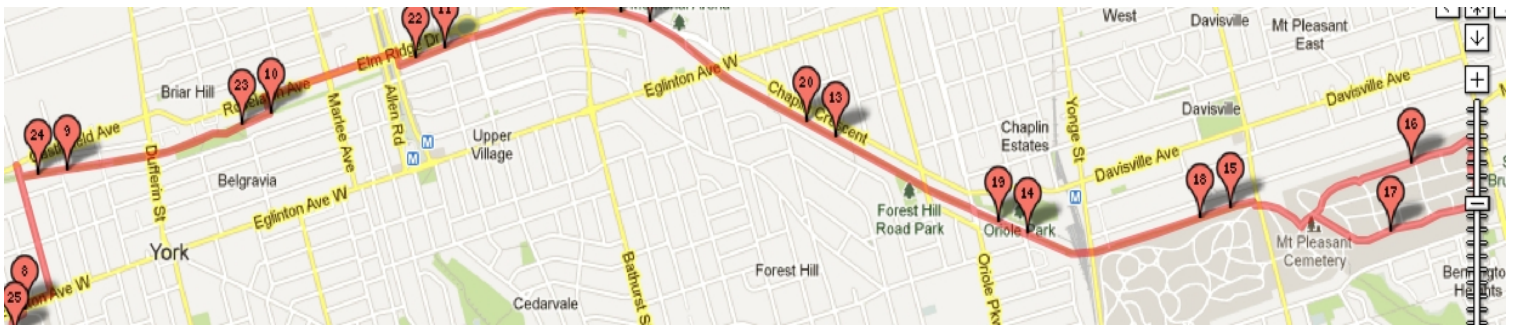 West
Davisville
Mt Pleasant
East
22
11
Elm Ridge Dr
Eglinton Ave W
Briar Hill
23
10
Allen Rd
Marlee Ave
20
13
Chaplin Crescent
Davisville
Davisville Ave
Yonge St
Chaplin
Estates
16
24
9
Dufferin St
M
M
Upper
Village
Belgravia
Eglinton Ave W
Davisville Ave
M
19
14
18
15
17
Forest Hill
Road Park
Oriole Park
Mt Pleasant
Cemetery
York
8
25
Ave W
Bathurst S
Forest Hill
Cedarvale
Oriole Pkw